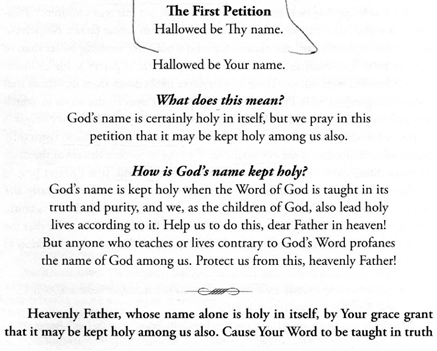 The First Petition
Hallowed be Thy name.
Hallowed be Your name.
What does this mean?
God's name is certainly holy in itself, but we pray in this
petition that it may be kept holy among us also.
How is God's name kept holy?
God's name is kept holy when the Word of God is taught in its
truth and purity, and we, as the children of God, also lead holy
lives according to it. Help us to do this, dear Father in heaven!
But anyone who teaches or lives contrary to God's Word profanes
the name of God among us. Protect us from this, heavenly Father!
Heavenly Father, whose name alone is holy in itself, by Your grace grant
that it may be kept holy among us also. Cause Your Word to be taught in truth